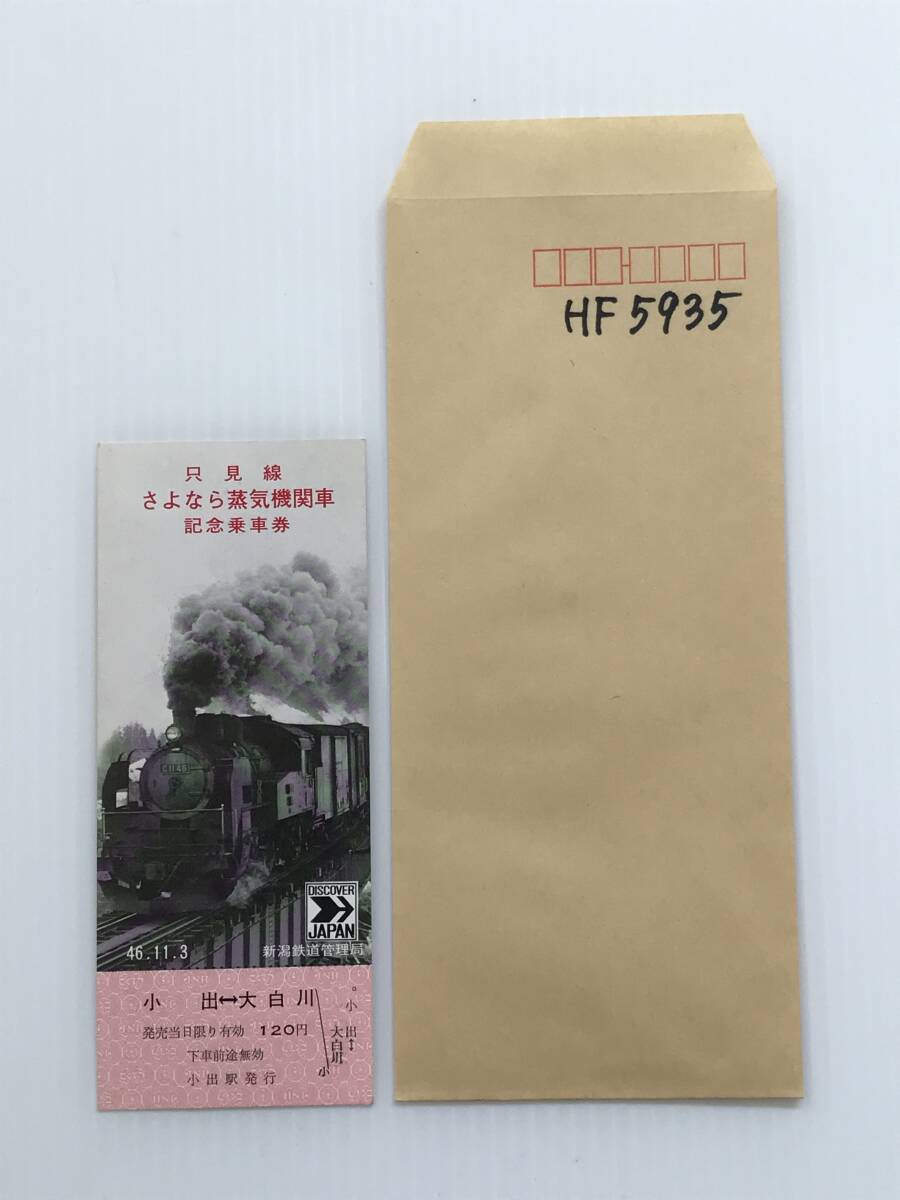 只見線
さよなら蒸気機関車
記念乗車券
DISCOVER
JAPAN
46.11.3
新潟鉄道管理局
小出↔大白川
発売当日限り有効 120円
下車前途無効
小出駅発行
小出↔
大白川
小
HF 5935